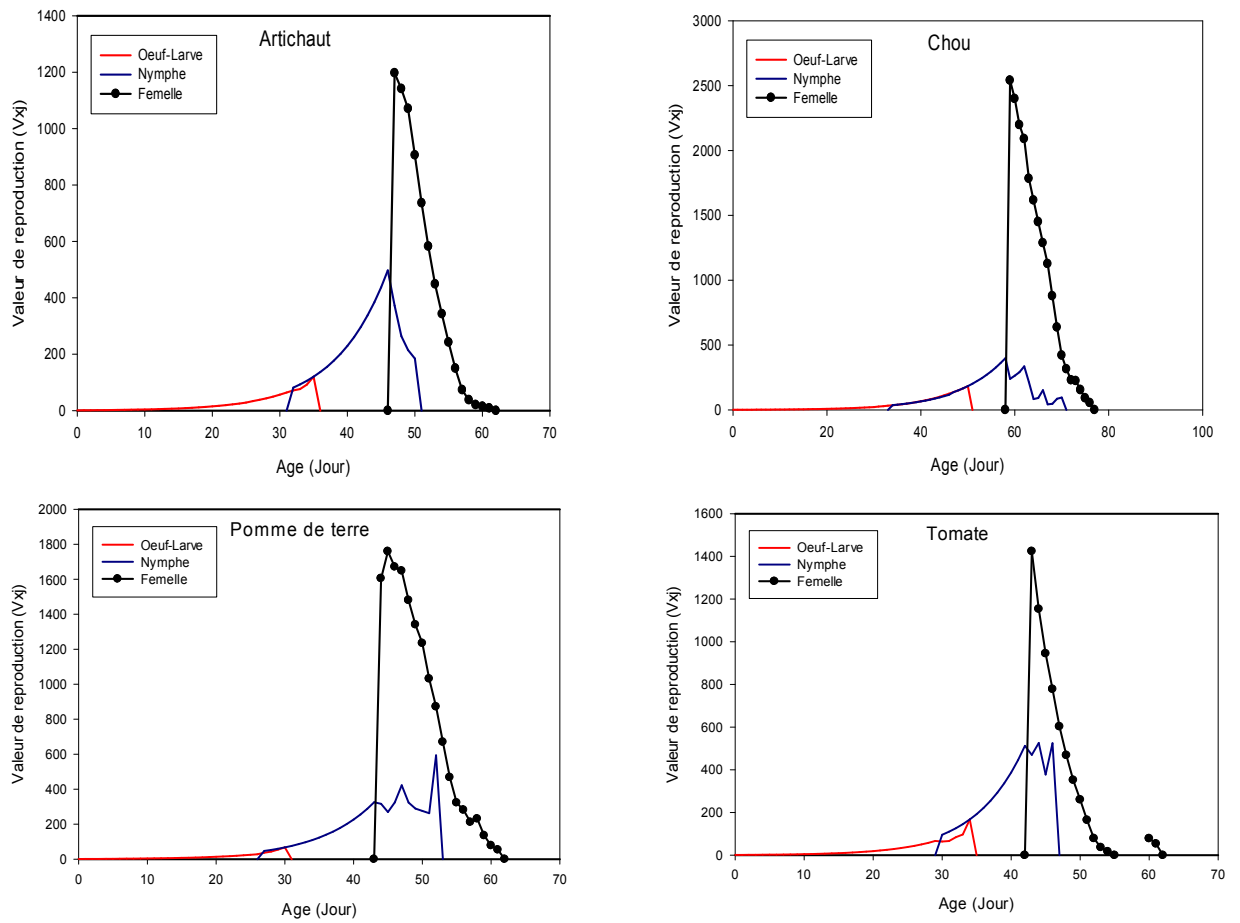 Artichaut
Oeuf-Larve
Nymphe
Femelle
Valeur de reproduction (Vxj)
1400
1200
1000
800
600
400
200
0
0 10 20 30 40 50 60 70
Age (Jour)
Chou
Oeuf-Larve
Nymphe
Femelle
Valeur de reproduction (Vxj)
3000
2500
2000
1500
1000
500
0
0 20 40 60 80 100
Age (Jour)
Pomme de terre
Oeuf-Larve
Nymphe
Femelle
Valeur de reproduction (Vxj)
2000
1800
1600
1400
1200
1000
800
600
400
200
0
0 10 20 30 40 50 60 70
Age (Jour)
Tomate
Oeuf-Larve
Nymphe
Femelle
Valeur de reproduction (Vxj)
1600
1400
1200
1000
800
600
400
200
0
0 10 20 30 40 50 60 70
Age (Jour)